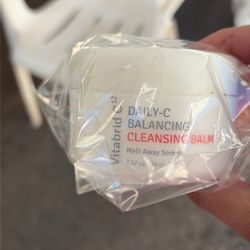 Vitabrid C¹²
DAILY-C
BALANCING
CLEANSING BALM
Melt Away Sorbet